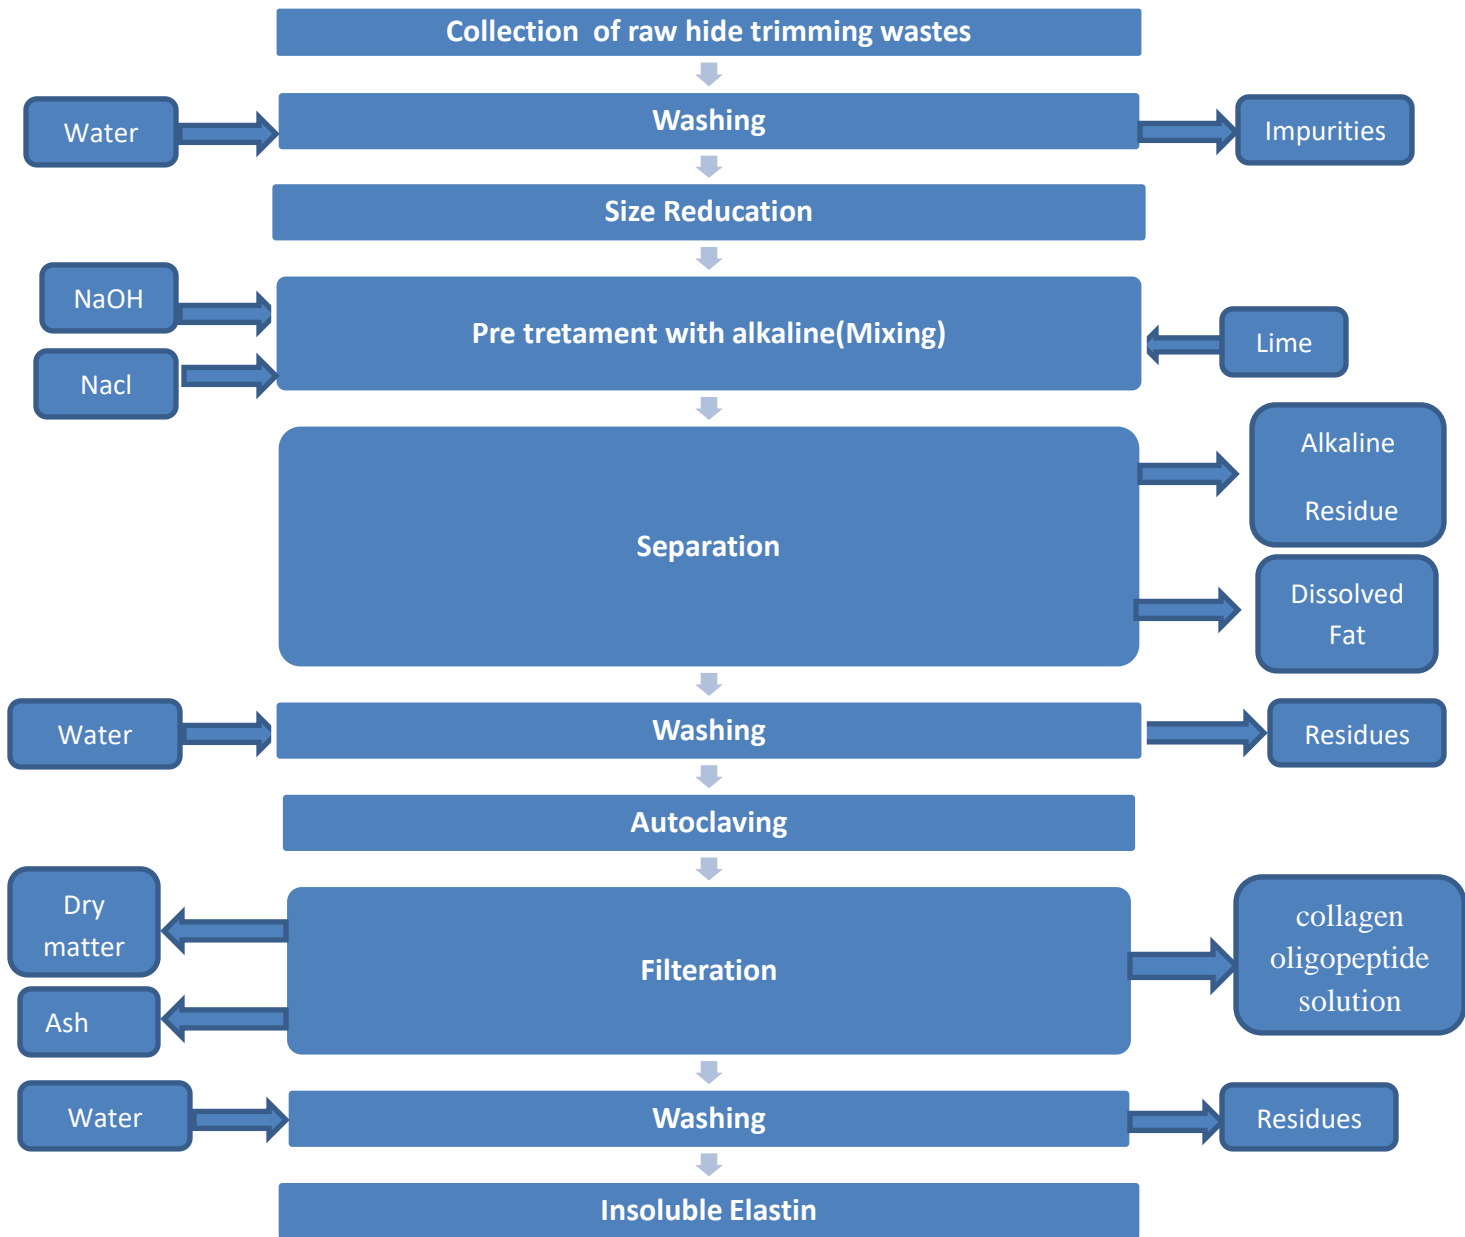 Collection of raw hide trimming wastes
Water
Washing
Impurities
Size Reducation
NaOH
Nacl
Pre tretament with alkaline(Mixing)
Lime
Separation
Alkaline
Residue
Dissolved
Fat
Water
Washing
Residues
Autoclaving
Dry
matter
Ash
Filteration
collagen
oligopeptide
solution
Water
Washing
Residues
Insoluble Elastin